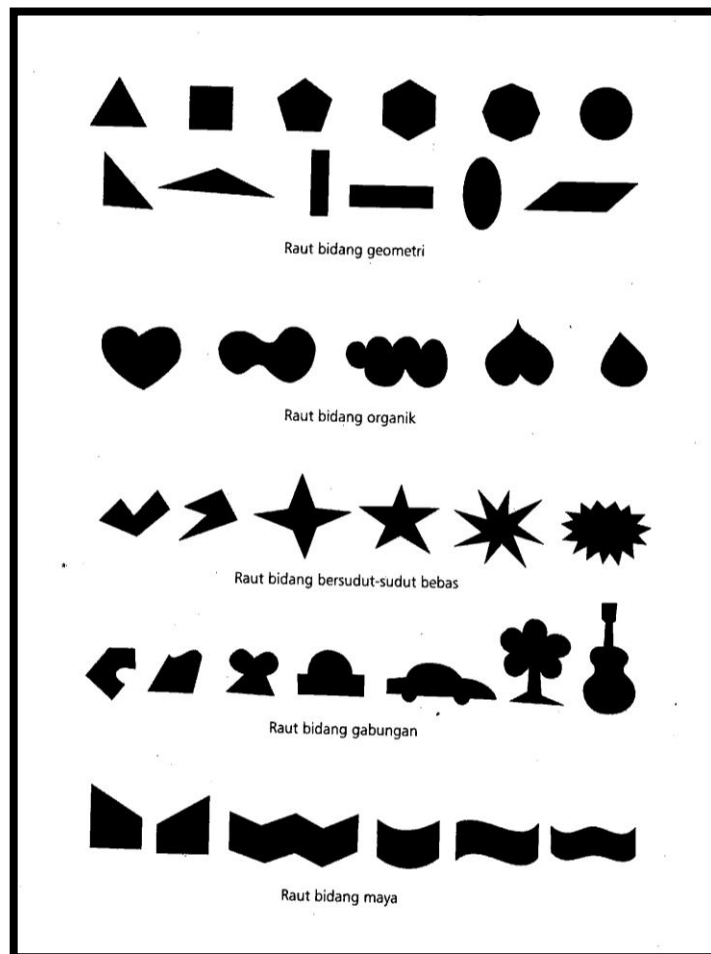 Raut bidang geometri
Raut bidang organik
Raut bidang bersudut-sudut bebas
Raut bidang gabungan
Raut bidang maya